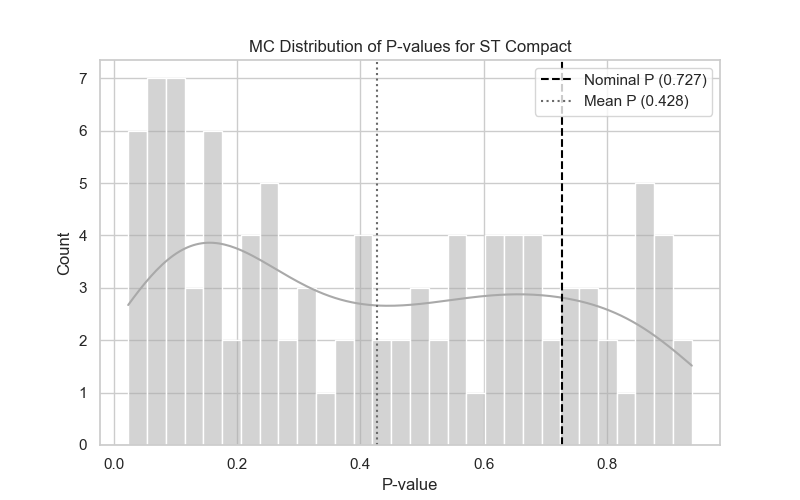 MC Distribution of P-values for ST Compact
Nominal P (0.727)
Mean P (0.428)
Count
7
6
5
4
3
2
1
0
0.0 0.2 0.4 0.6 0.8
P-value